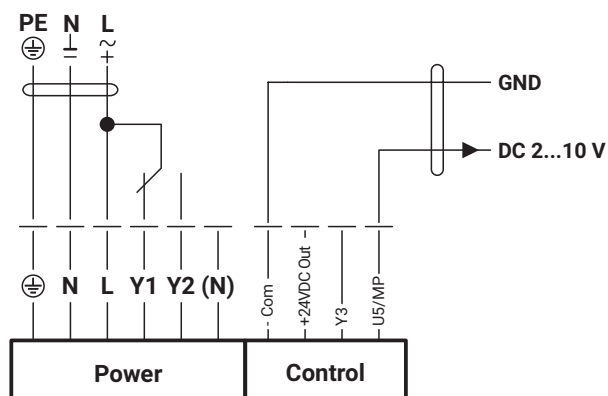 PE N L
⊥ ~
+
GND
DC 2...10 V
N L Y1 Y2 (N)
- Com
+24VDC Out -
Y3
U5/MP
Power
Control